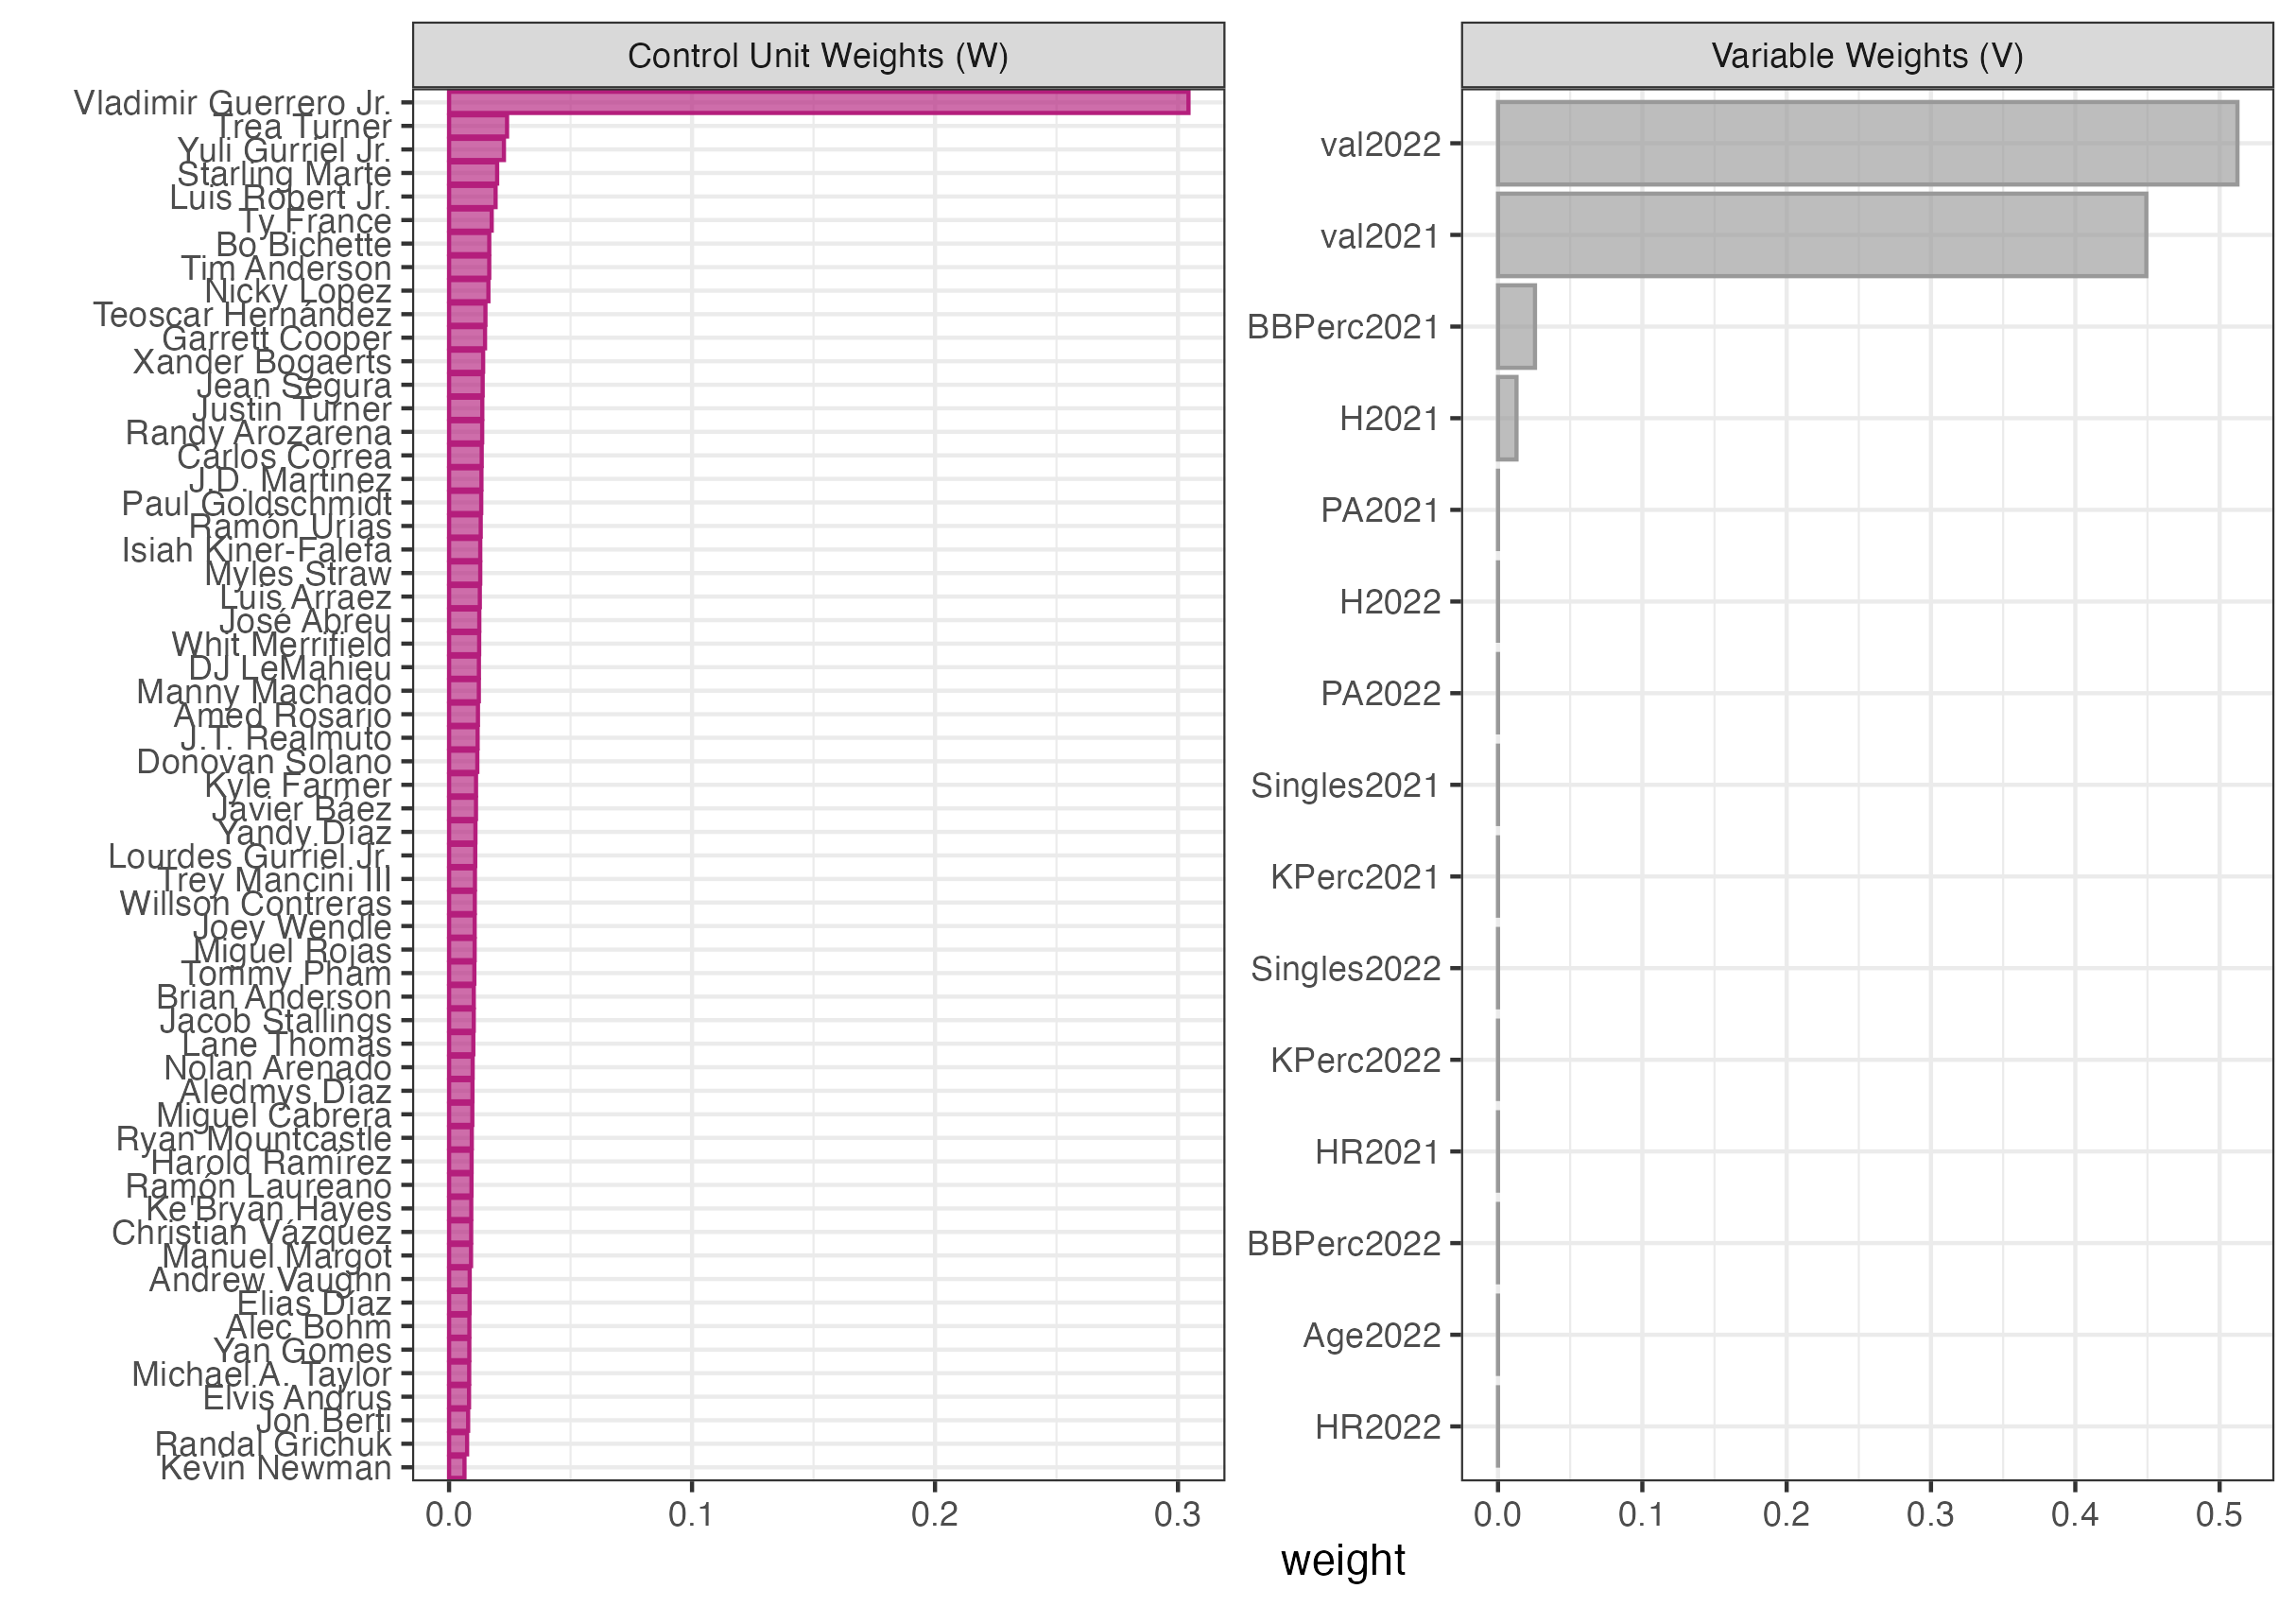 Control Unit Weights (W)
Vladimir Guerrero Jr.
Trea Turner
Yuli Gurriel Jr.
Starling Marte
Luis Robert Jr.
Ty France
Bo Bichette
Tim Anderson
Nicky Lopez
Teoscar Hernández
Garrett Cooper
Xander Bogaerts
Jean Segura
Justin Turner
Randy Arozarena
Carlos Correa
J.D. Martinez
Paul Goldschmidt
Ramón Urías
Isiah Kiner-Falefa
Myles Straw
Luis Arraez
José Abreu
Whit Merrifield
DJ LeMahieu
Manny Machado
Amed Rosario
J.T. Realmuto
Donovan Solano
Kyle Farmer
Javier Báez
Yandy Díaz
Lourdes Gurriel Jr.
Trey Mancini III
Willson Contreras
Joey Wendle
Miguel Rojas
Tommy Pham
Brian Anderson
Jacob Stallings
Lane Thomas
Nolan Arenado
Aledmys Díaz
Miguel Cabrera
Ryan Mountcastle
Harold Ramírez
Ramón Laureano
Ke'Bryan Hayes
Christian Vázquez
Manuel Margot
Andrew Vaughn
Elias Díaz
Alec Bohm
Yan Gomes
Michael A. Taylor
Elvis Andrus
Jon Berti
Randal Grichuk
Kevin Newman
0.0 0.1 0.2 0.3
Variable Weights (V)
val2022
val2021
BBPerc2021
H2021
PA2021
H2022
PA2022
Singles2021
KPerc2021
Singles2022
KPerc2022
HR2021
BBPerc2022
Age2022
HR2022
0.0 0.1 0.2 0.3 0.4 0.5
weight